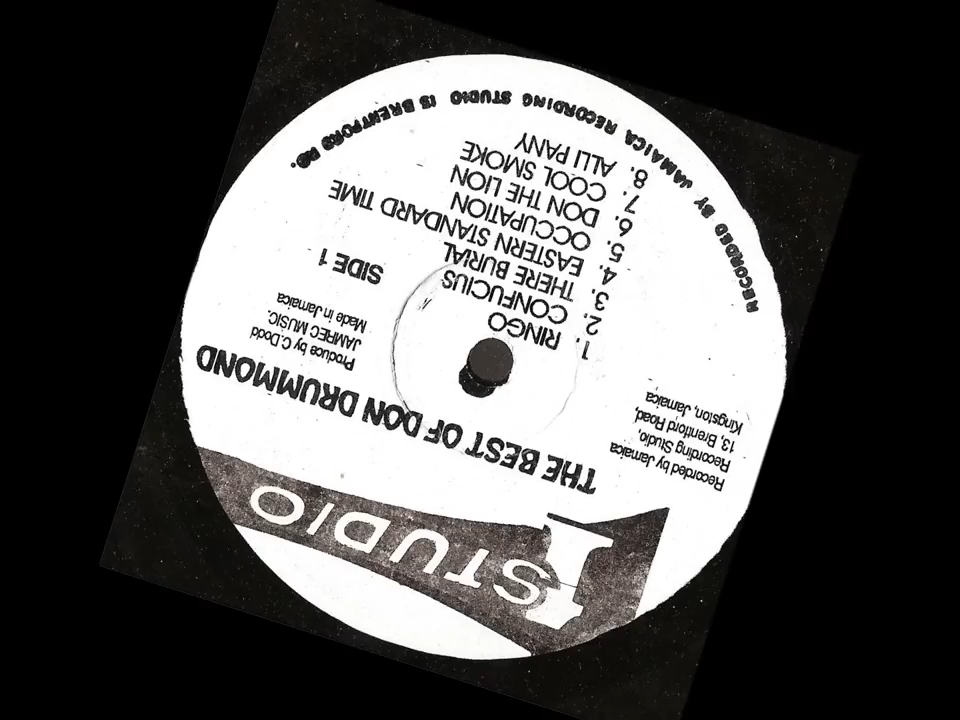 STUDIO 1
THE BEST OF DON DRUMMOND
Recorded by Jamaica
Recording Studio,
13, Brentford Road,
Kingston, Jamaica,
Produce by C.Dodd
JAMREC MUSIC.
Made in Jamaica
SIDE 1
1. RINGO
2. CONFUCIUS
3. THERE BURIAL
4. EASTERN STANDARD TIME
5. OCCUPATION
6. DON THE LION
7. COOL SMOKE
8. ALLI PANY
RECORDED BY JAMAICA RECORDING STUDIO 13 BRENTFORD RD.